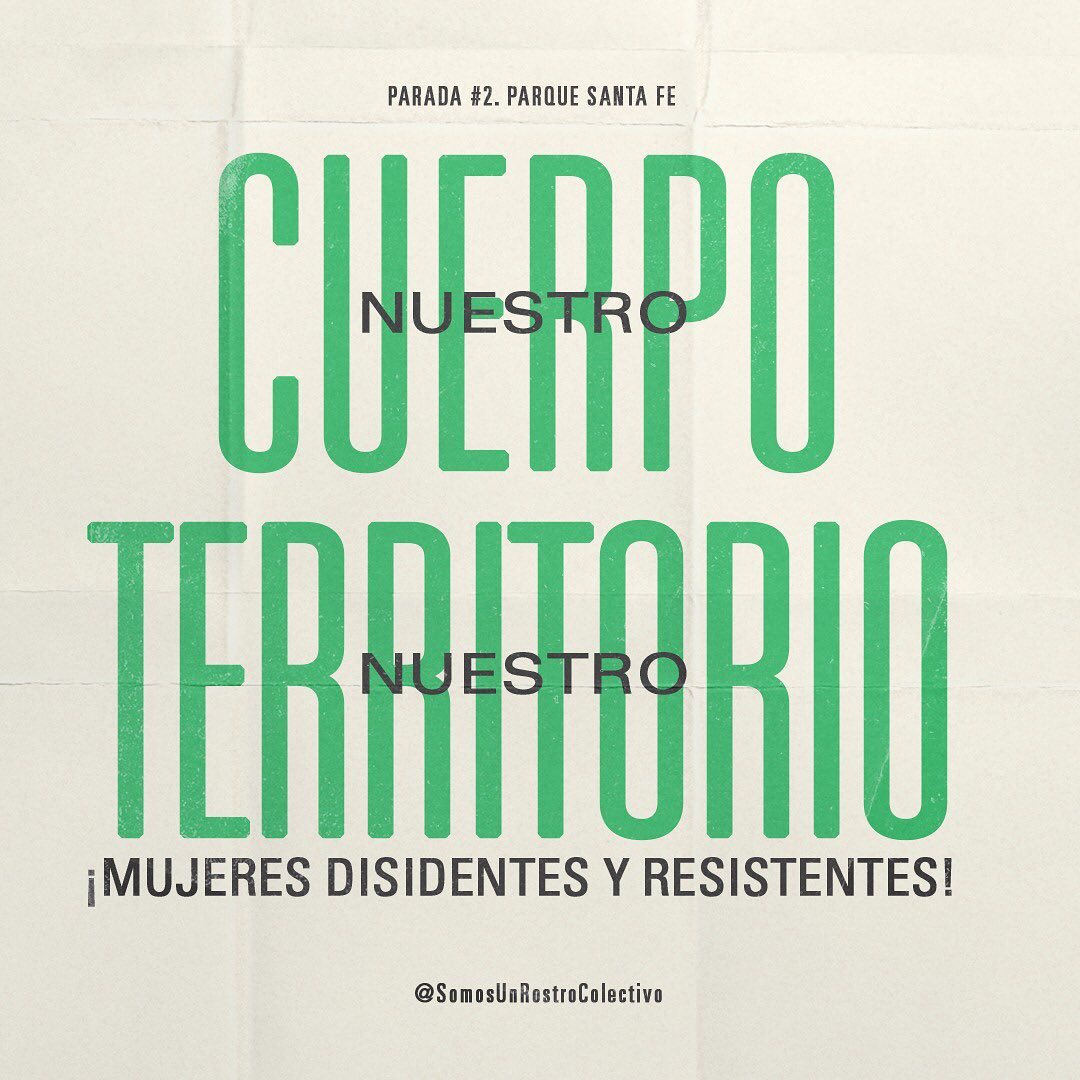 PARADA #2. PARQUE SANTA FE
CUERPO
NUESTRO
TERRITORIO
NUESTRO
¡MUJERES DISIDENTES Y RESISTENTES!
@SomosUnRostroColectivo